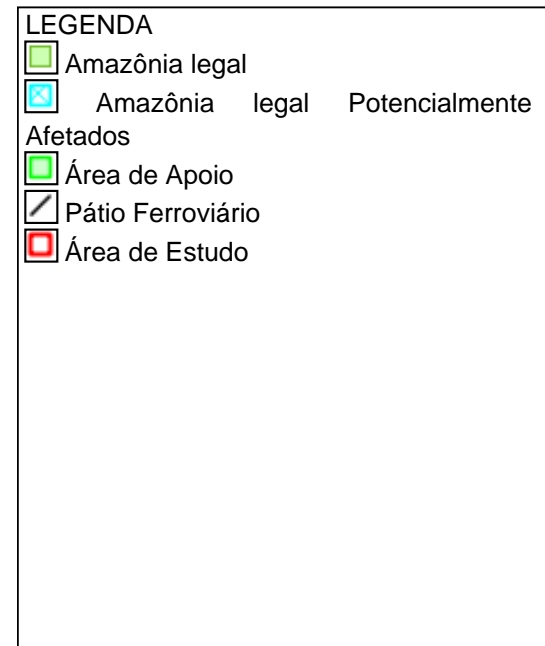 LEGENDA
Amazônia legal
Amazônia legal Potencialmente
Afetados
Área de Apoio
Pátio Ferroviário
Área de Estudo